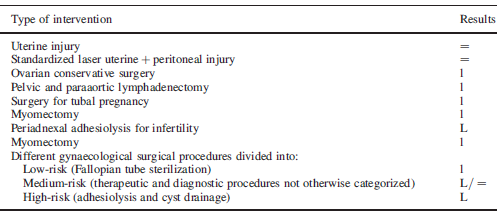 Type of intervention Results
Uterine injury =
Standardized laser uterine + peritoneal injury =
Ovarian conservative surgery l
Pelvic and paraaortic lymphadenectomy l
Surgery for tubal pregnancy l
Myomectomy l
Periadnexal adhesiolysis for infertility L
Myomectomy l
Different gynaecological surgical procedures divided into:
Low-risk (Fallopian tube sterilization) l
Medium-risk (therapeutic and diagnostic procedures not otherwise categorized) L/=
High-risk (adhesiolysis and cyst drainage) L